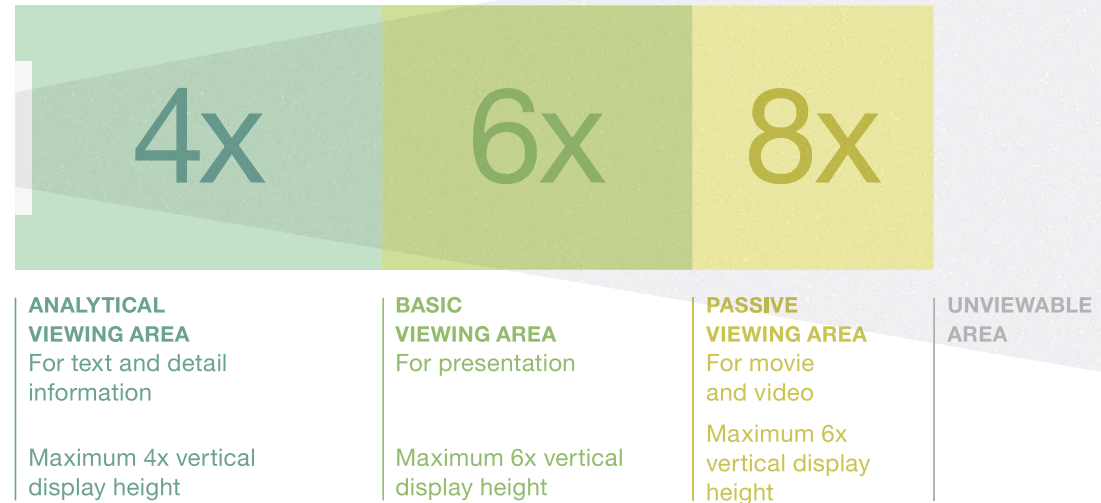 4x
6x
8x
ANALYTICAL
VIEWING AREA
For text and detail
information
Maximum 4x vertical
display height
BASIC
VIEWING AREA
For presentation
Maximum 6x vertical
display height
PASSIVE
VIEWING AREA
For movie
and video
Maximum 6x
vertical display
height
UNVIEWABLE
AREA